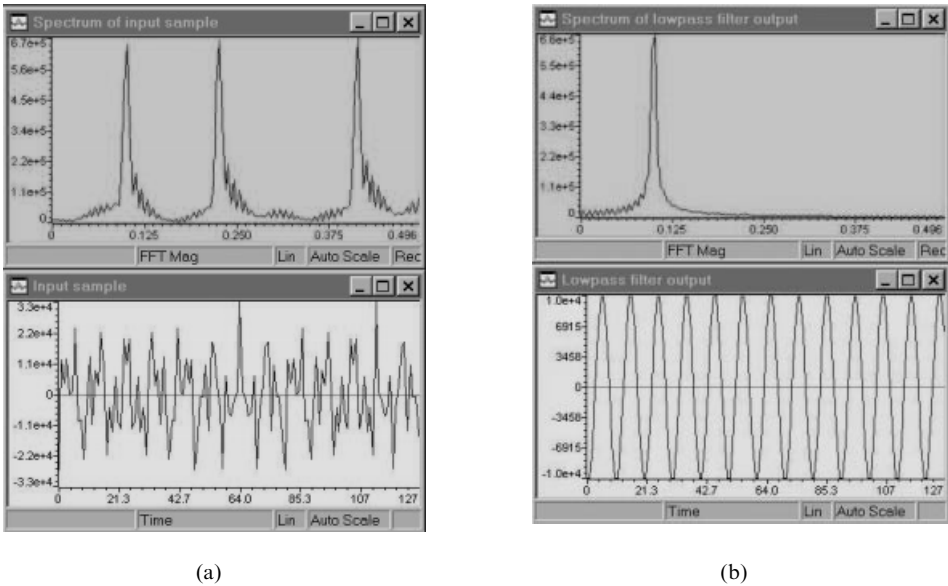 Spectrum of input sample
6.7e+5
5.6e+5
4.5e+5
3.4e+5
2.2e+5
1.1e+5
0
0 0.125 0.250 0.375 0.496
FFT Mag Lin Auto Scale Rec
Input sample
3.3e+4
2.2e+4
1.1e+4
0
-1.1e+4
-2.2e+4
-3.3e+4
0 21.3 42.7 64.0 85.3 107 127
Time Lin Auto Scale
(a)
Spectrum of lowpass filter output
6.6e+5
5.5e+5
4.4e+5
3.3e+5
2.2e+5
1.1e+5
0
0 0.125 0.250 0.375 0.496
FFT Mag Lin Auto Scale Rec
Lowpass filter output
1.0e+4
6915
3458
0
-3458
-6915
-1.0e+4
0 21.3 42.7 64.0 85.3 107 127
Time Lin Auto Scale
(b)